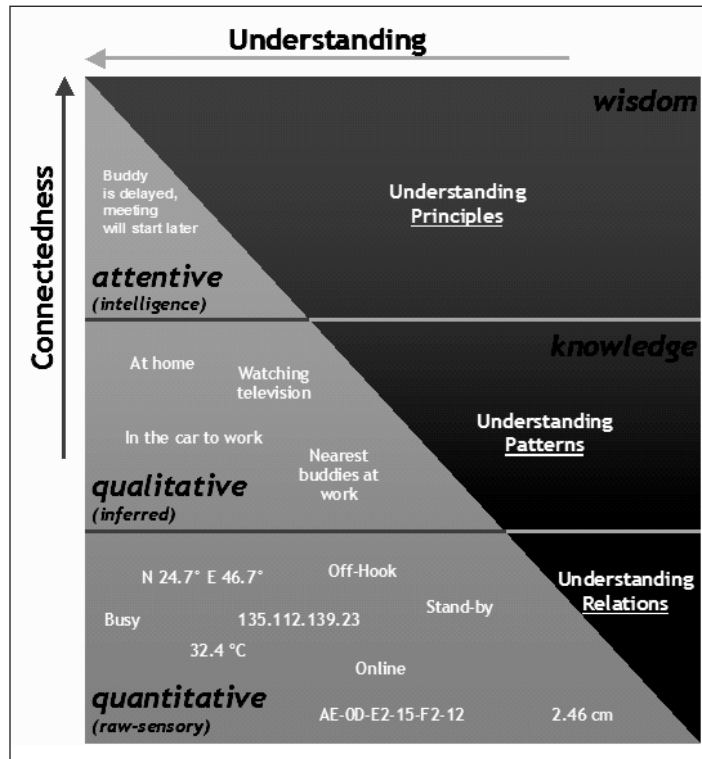 Understanding
Connectedness
wisdom
Buddy
is delayed,
meeting
will start later
Understanding
Principles
attentive
(intelligence)
knowledge
At home
Watching
television
Understanding
Patterns
In the car to work
Nearest
buddies at
work
qualitative
(inferred)
N 24.7° E 46.7°
Off-Hook
Understanding
Relations
Busy
135.112.139.23
Stand-by
32.4 °C
Online
quantitative
(raw-sensory)
AE-0D-E2-15-F2-12
2.46 cm